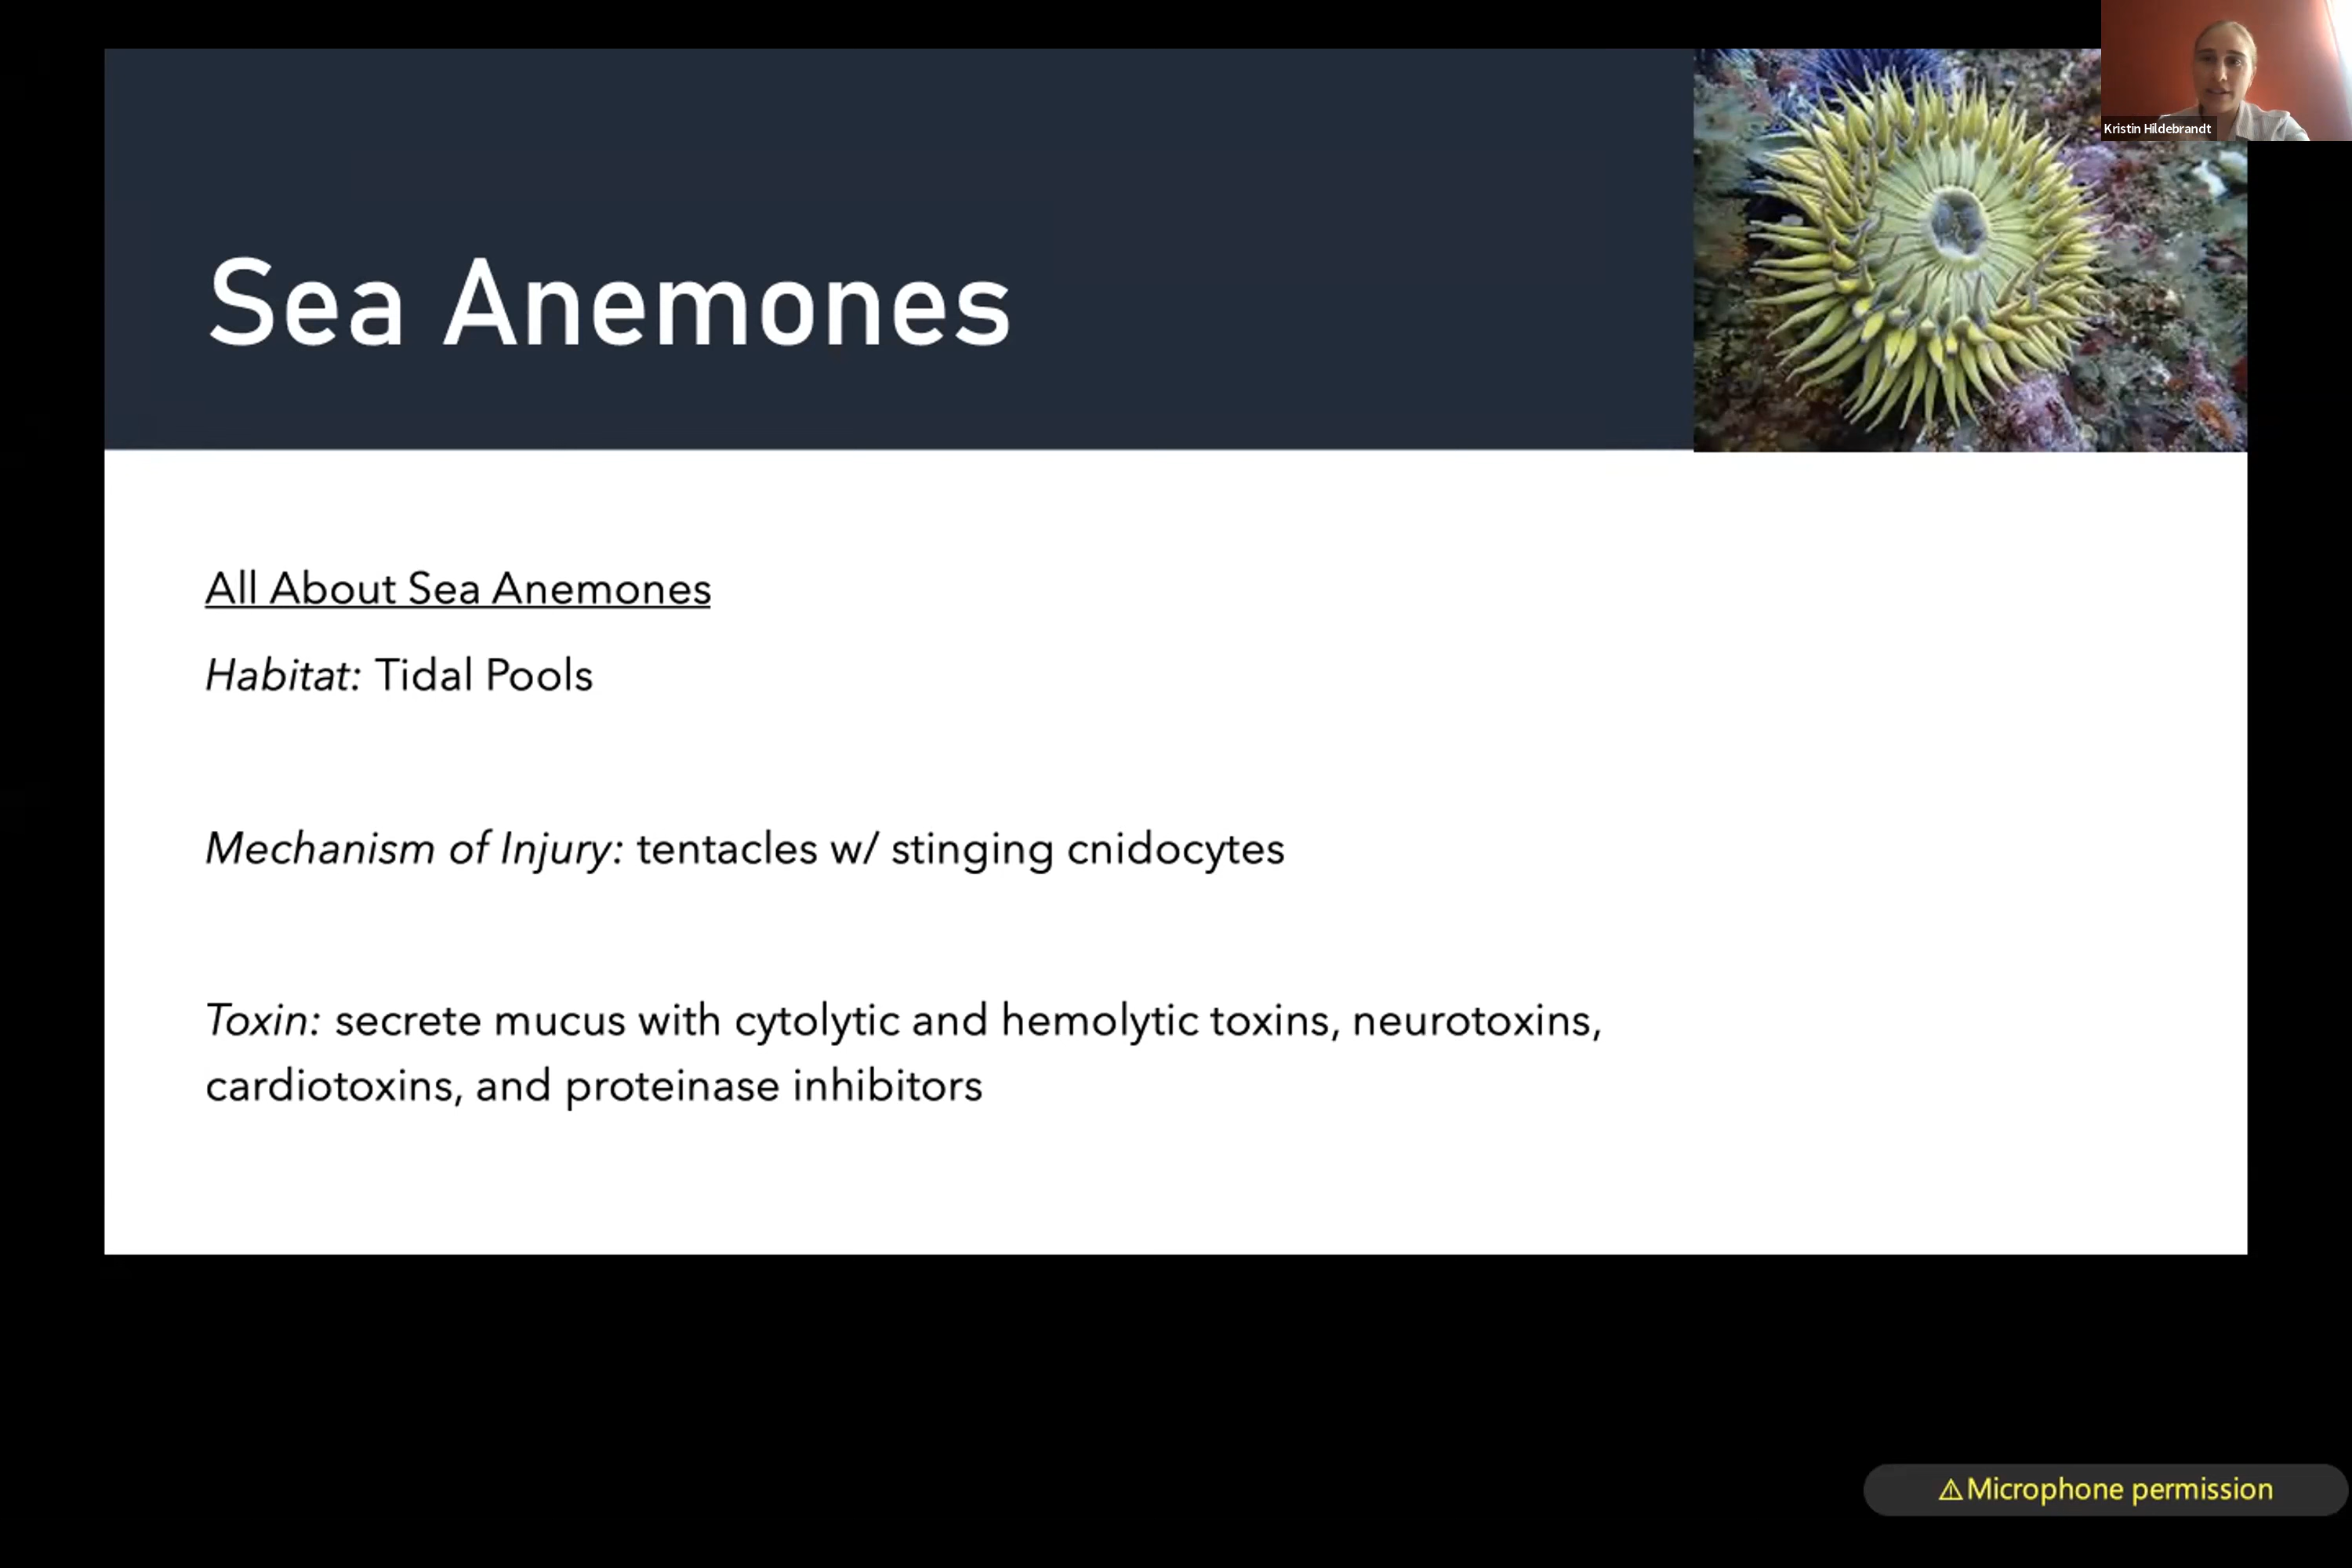 Kristin Hildebrandt
Sea Anemones
All About Sea Anemones
Habitat: Tidal Pools
Mechanism of Injury: tentacles w/ stinging cnidocytes
Toxin: secrete mucus with cytolytic and hemolytic toxins, neurotoxins,
cardiotoxins, and proteinase inhibitors
⚠Microphone permission